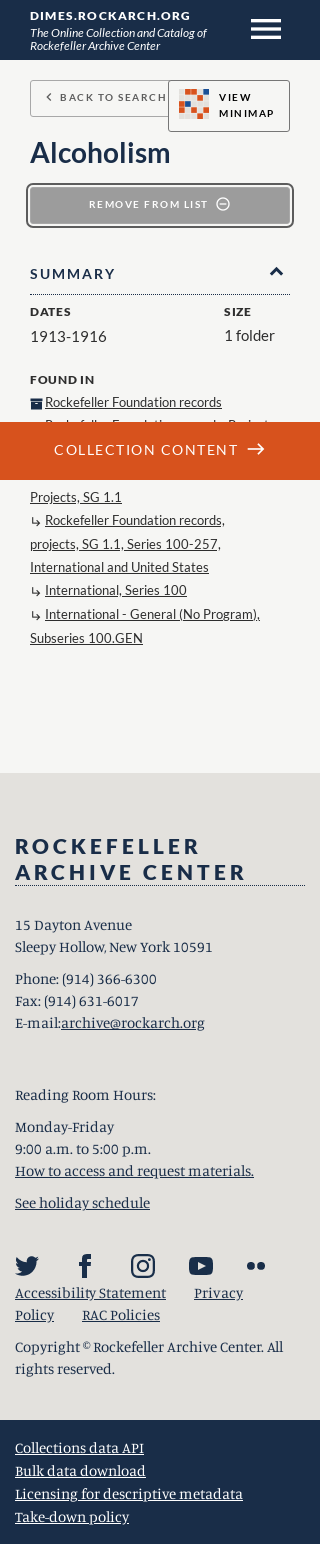 DIMES.ROCKARCH.ORG
The Online Collection and Catalog of
Rockefeller Archive Center
BACK TO SEARCH
VIEW
MINIMAP
Alcoholism
REMOVE FROM LIST
SUMMARY
DATES
SIZE
1913-1916
1 folder
FOUND IN
Rockefeller Foundation records
COLLECTION CONTENT
Projects, SG 1.1
Rockefeller Foundation records,
projects, SG 1.1, Series 100-257,
International and United States
International, Series 100
International - General (No Program),
Subseries 100.GEN
ROCKEFELLER
ARCHIVE CENTER
15 Dayton Avenue
Sleepy Hollow, New York 10591
Phone: (914) 366-6300
Fax: (914) 631-6017
E-mail:archive@rockarch.org
Reading Room Hours:
Monday-Friday
9:00 a.m. to 5:00 p.m.
How to access and request materials.
See holiday schedule
Accessibility Statement Privacy
Policy RAC Policies
Copyright © Rockefeller Archive Center. All
rights reserved.
Collections data API
Bulk data download
Licensing for descriptive metadata
Take-down policy